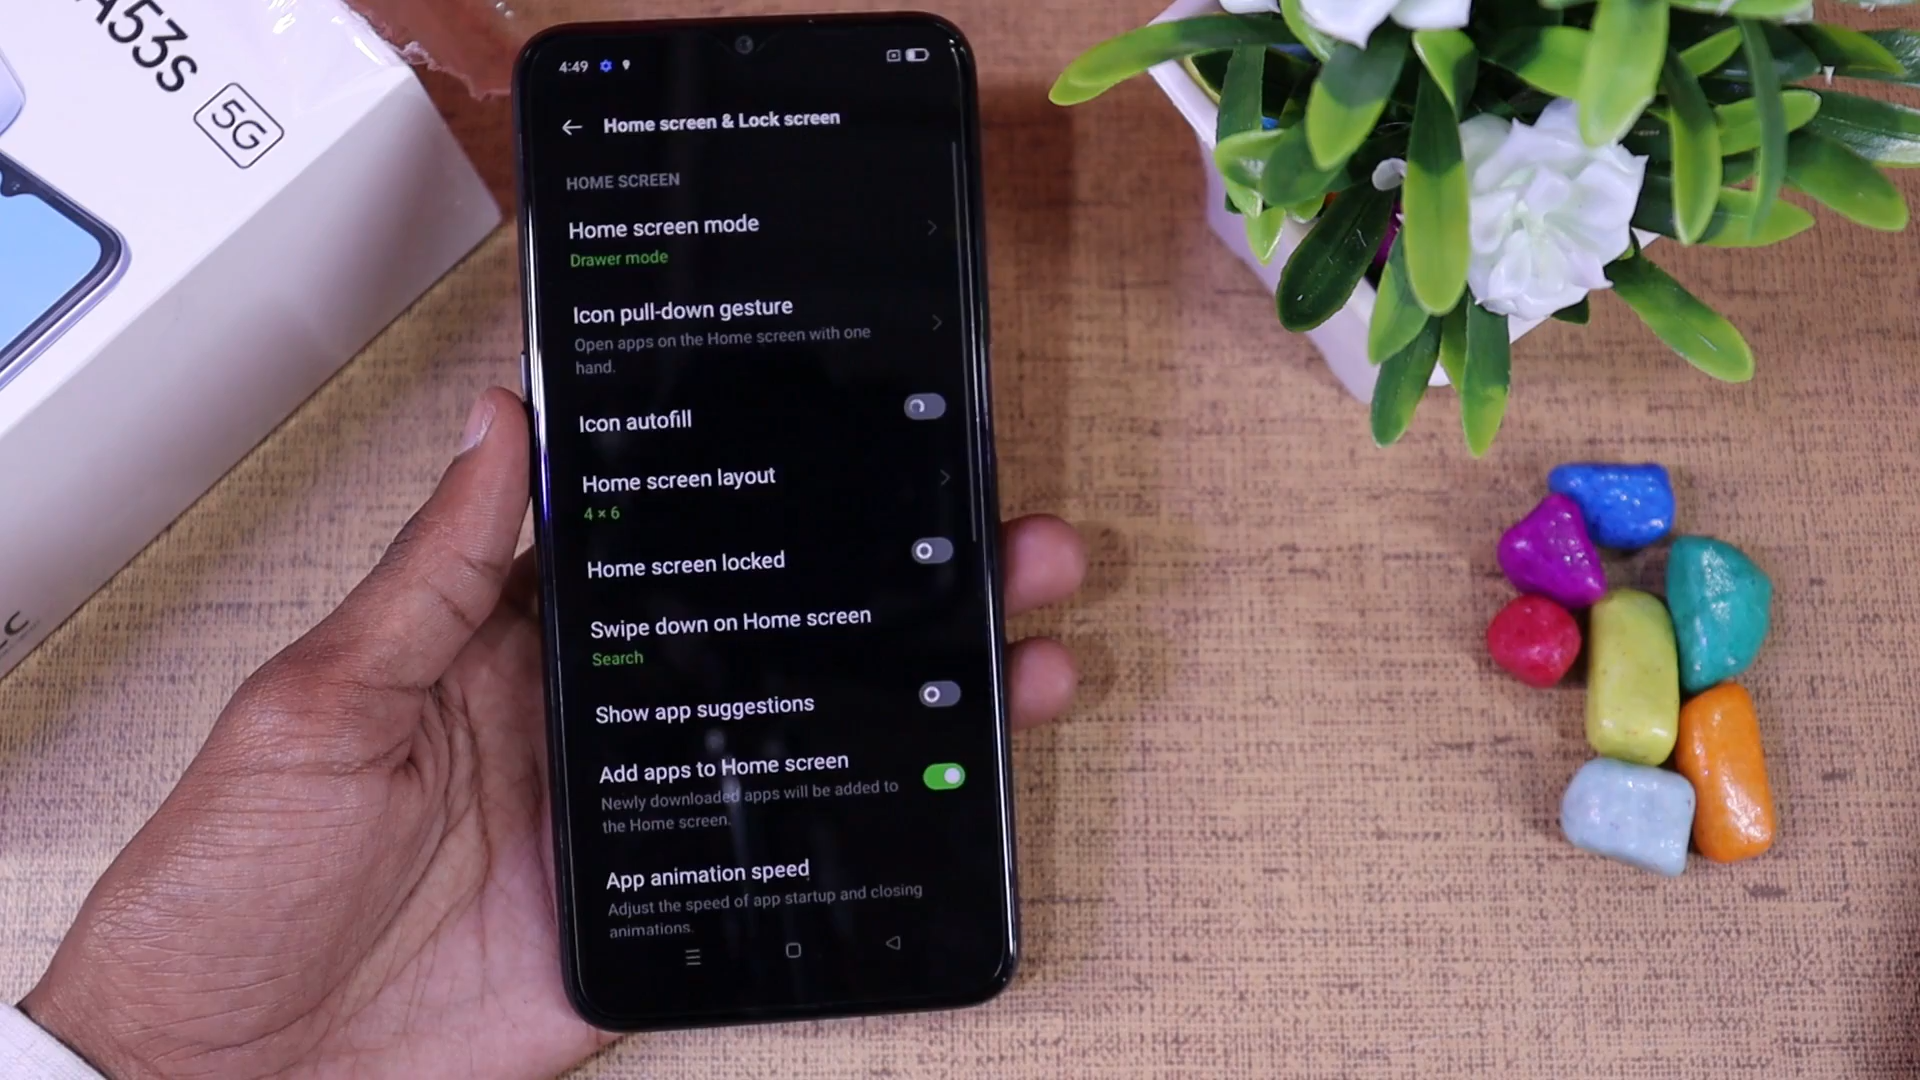 A53s
5G
4:49
Home screen & Lock screen
HOME SCREEN
Home screen mode
Drawer mode
Icon pull-down gesture
Open apps on the Home screen with one
hand.
Icon autofill
Home screen layout
4 × 6
Home screen locked
Swipe down on Home screen
Search
Show app suggestions
Add apps to Home screen
Newly downloaded apps will be added to
the Home screen.
App animation speed
Adjust the speed of app startup and closing
animations.